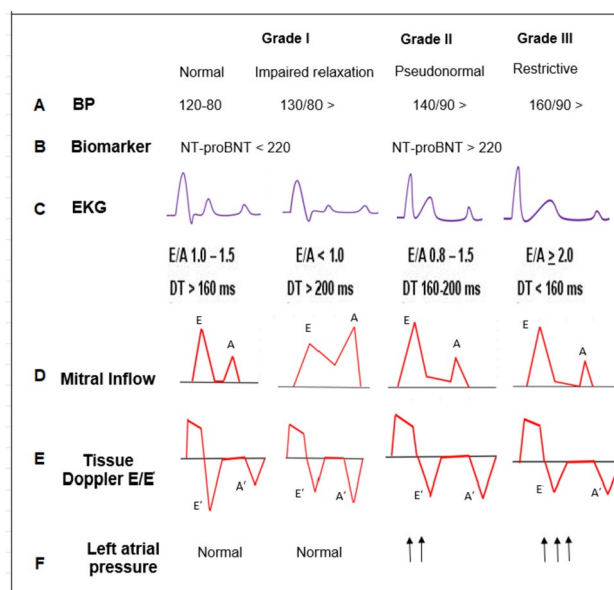 Grade I Grade II Grade III
Normal Impaired relaxation Pseudonormal Restrictive
A BP 120-80 130/80 > 140/90 > 160/90 >
B Biomarker NT-proBNT < 220 NT-proBNT > 220
C EKG
E/A 1.0 – 1.5 E/A < 1.0 E/A 0.8 – 1.5 E/A ≥ 2.0
DT > 160 ms DT > 200 ms DT 160-200 ms DT < 160 ms
E A E A E A E A
D Mitral Inflow
E Tissue
Doppler E/E'
E' A' E' A' E' A' E' A'
F Left atrial
pressure Normal Normal